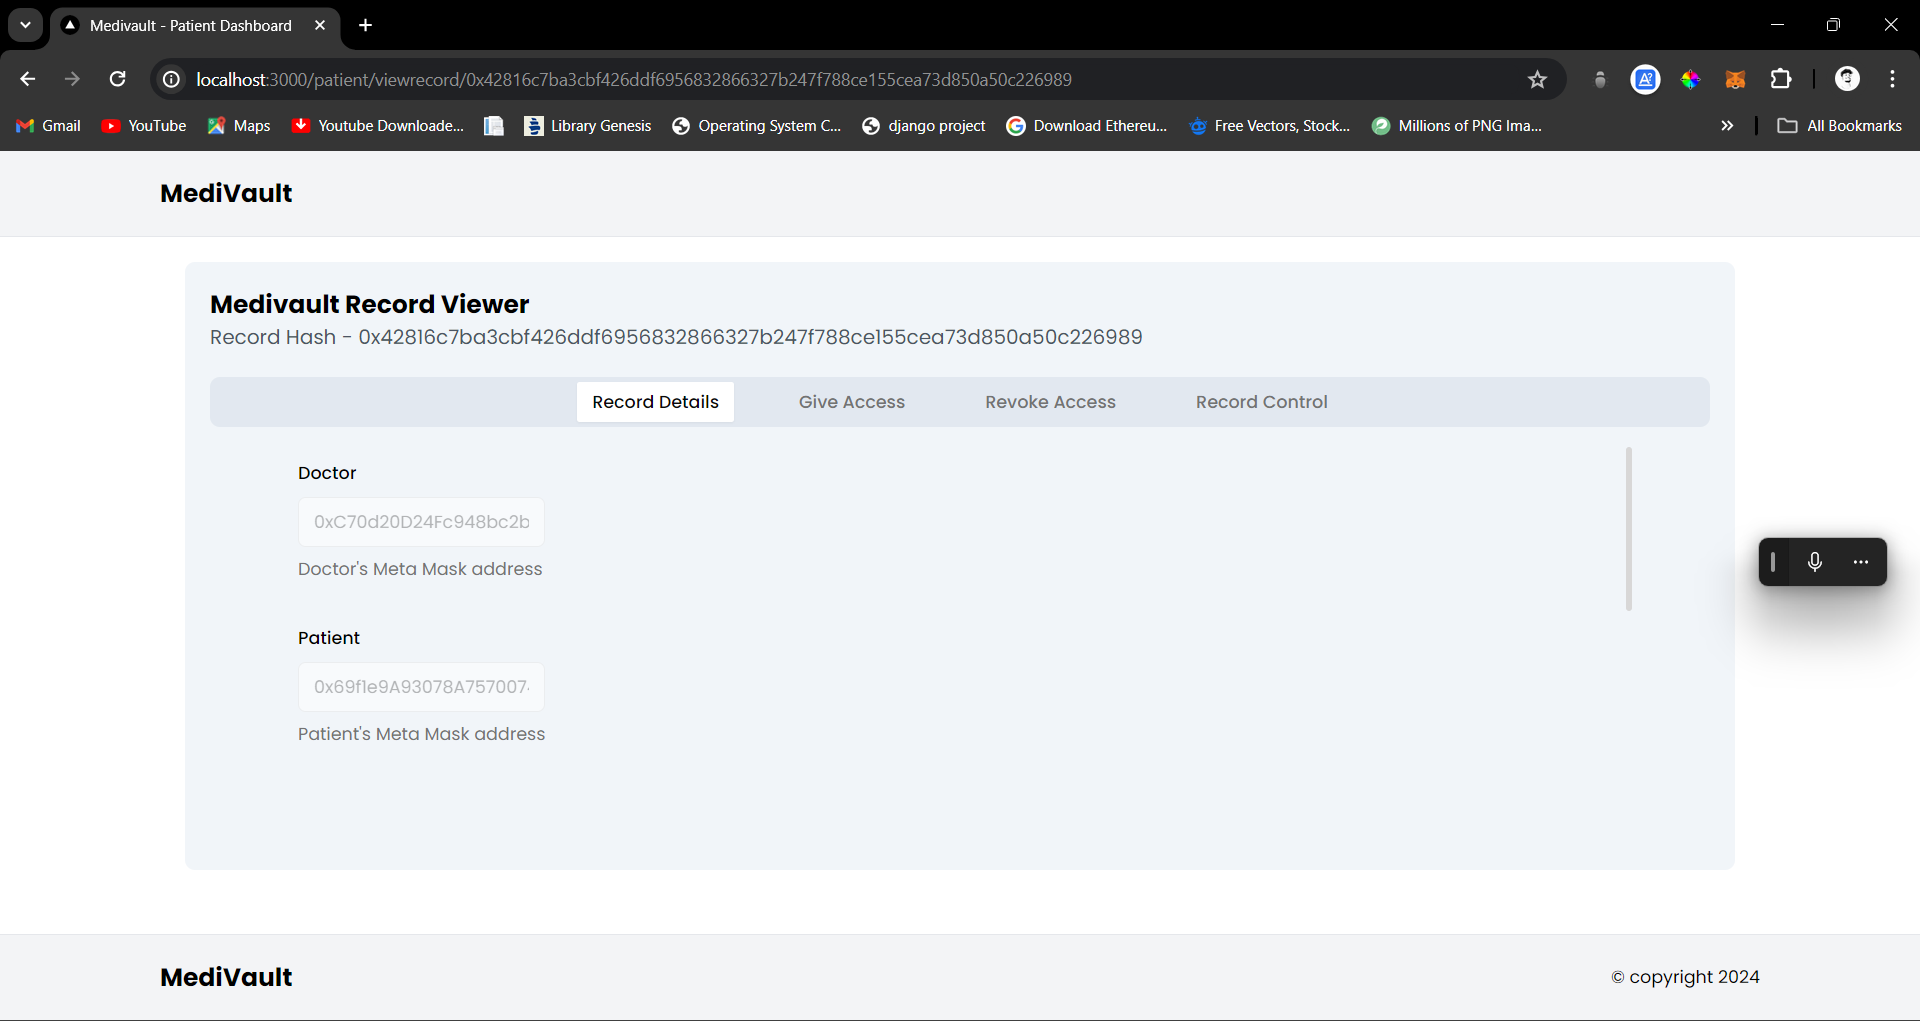 Medivault - Patient Dashboard
localhost:3000/patient/viewrecord/0x42816c7ba3cbf426ddf6956832866327b247f788ce155cea73d850a50c226989
Gmail YouTube Maps Youtube Downloade... Library Genesis Operating System C... django project Download Ethereu... Free Vectors, Stock... Millions of PNG Ima... » All Bookmarks
MediVault
Medivault Record Viewer
Record Hash - 0x42816c7ba3cbf426ddf6956832866327b247f788ce155cea73d850a50c226989
Record Details Give Access Revoke Access Record Control
Doctor
0xC70d20D24Fc948bc2b
Doctor's Meta Mask address
Patient
0x69f1e9A93078A757007
Patient's Meta Mask address
MediVault © copyright 2024